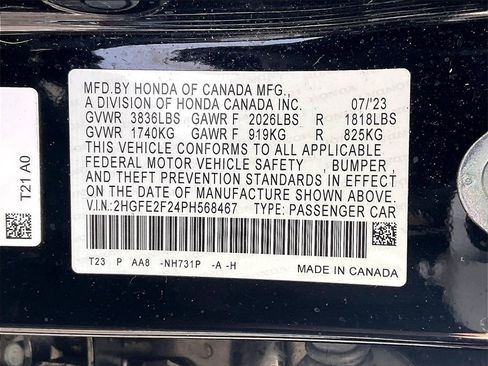 MFD.BY HONDA OF CANADA MFG.,
A DIVISION OF HONDA CANADA INC. 07/23
GVWR 3836LBS GAWR F 2026LBS R 1818LBS
GVWR 1740KG GAWR F 919KG R 825KG
THIS VEHICLE CONFORMS TO ALL APPLICABLE
FEDERAL MOTOR VEHICLE SAFETY , BUMPER ,
AND THEFT PREVENTION STANDARDS IN EFFECT
ON THE DATE OF MANUFACTURE SHOWN ABOVE.
V.I.N.:2HGFE2F24PH568467 TYPE: PASSENGER CAR
T23 P AA8 -NH731P -A -H
MADE IN CANADA
T21 A0